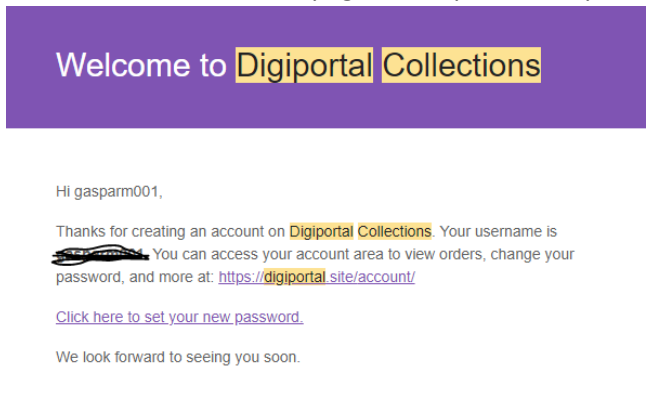 Welcome to Digiportal Collections
Hi gasparm001,
Thanks for creating an account on Digiportal Collections. Your username is
You can access your account area to view orders, change your
password, and more at: https://digiportal.site/account/
Click here to set your new password.
We look forward to seeing you soon.